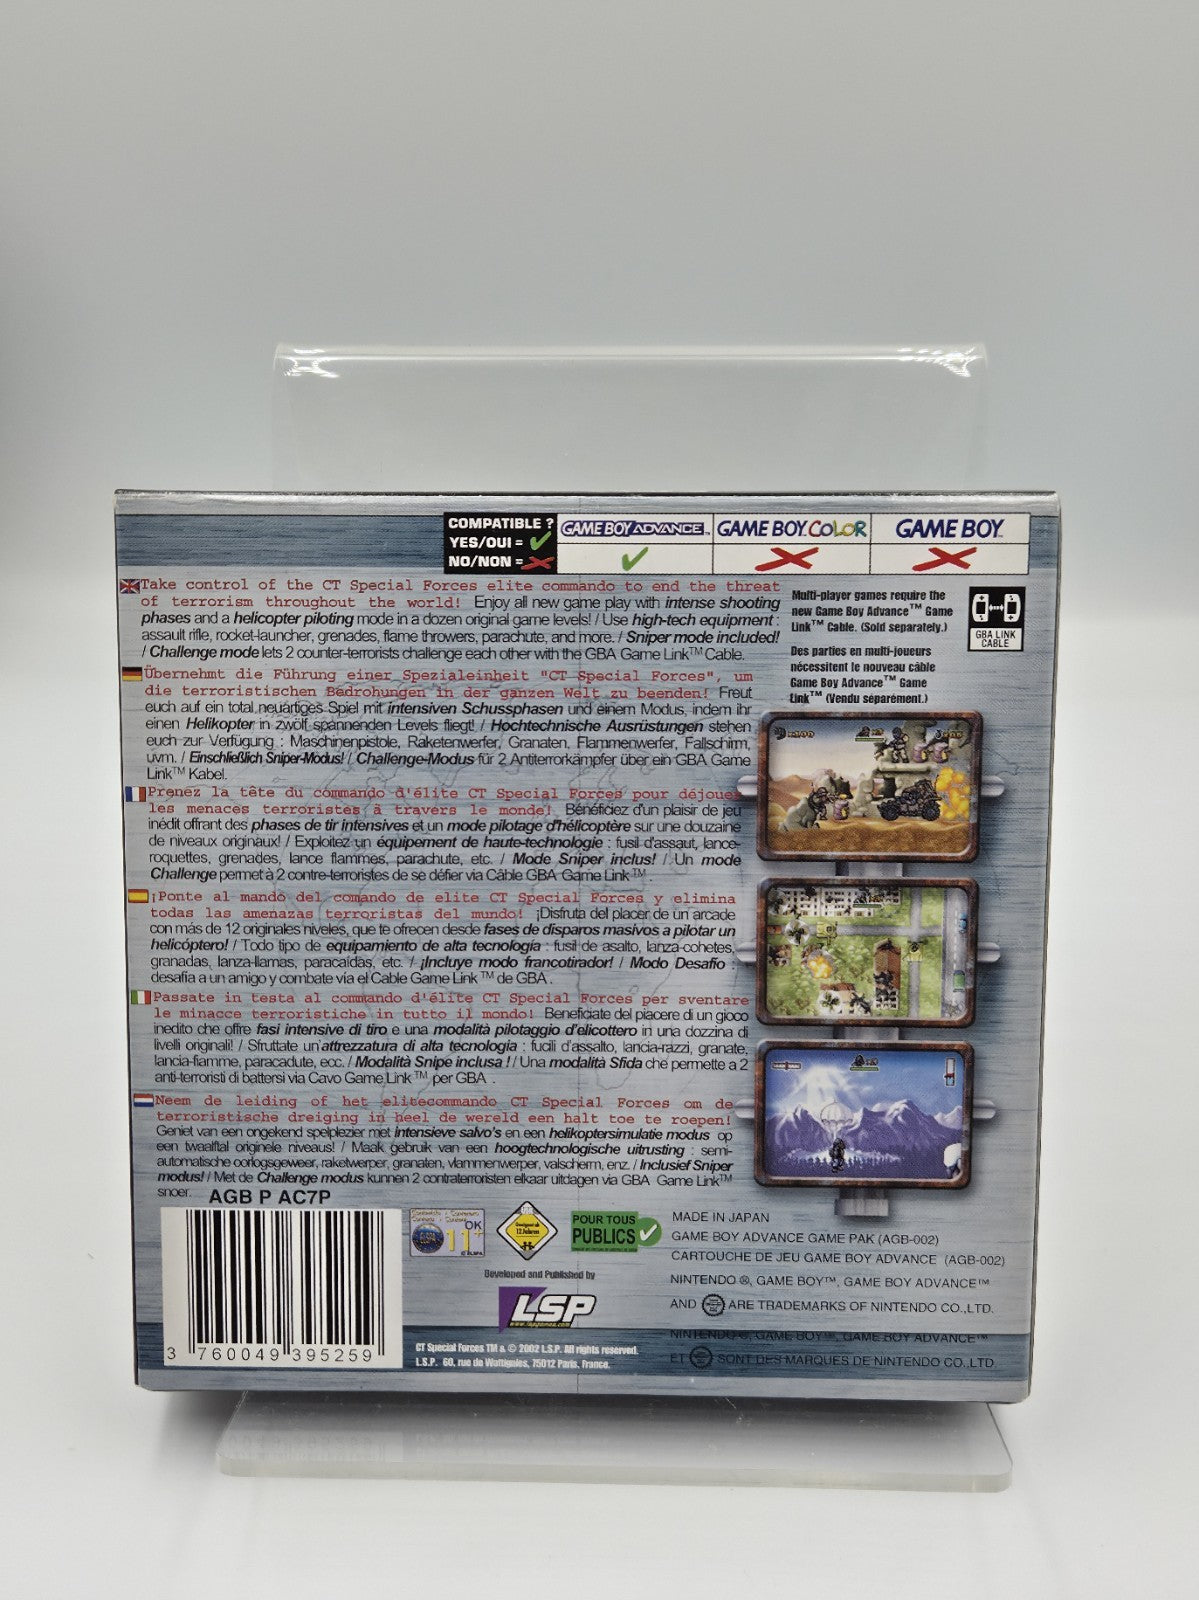 COMPATIBLE ?
YES/OUI =
NO/NON =
GAME BOY ADVANCE™
GAME BOY COLOR
GAME BOY™
Take control of the CT Special Forces elite commando to end the threat
of terrorism throughout the world! Enjoy all new game play with intense shooting
phases and a helicopter piloting mode in a dozen original game levels! / Use high-tech equipment :
assault rifle, rocket-launcher, grenades, flame throwers, parachute, and more. / Sniper mode included!
/ Challenge mode lets 2 counter-terrorists challenge each other with the GBA Game Link™ Cable.
Übernehmt die Führung einer Spezialeinheit "CT Special Forces", um
die terroristischen Bedrohungen in der ganzen Welt zu beenden! Freut
euch auf ein total neuartiges Spiel mit intensiven Schussphasen und einem Modus, indem ihr
einen Helikopter in zwölf spannenden Levels fliegt! / Hochtechnische Ausrüstungen stehen
euch zur Verfügung : Maschinenpistole, Raketenwerfer, Granaten, Flammenwerfer, Fallschirm,
uvm. / Einschließlich Sniper-Modus! / Challenge-Modus für 2 Antiterrorkämpfer über ein GBA Game
Link™ Kabel.
Prenez la tête du commando d'élite CT Special Forces pour déjouer
les menaces terroristes à travers le monde! Bénéficiez d'un plaisir de jeu
inédit offrant des phases de tir intensives et un mode pilotage d'hélicoptère sur une douzaine
de niveaux originaux! / Exploitez un équipement de haute-technologie : fusil d'assaut, lance-
roquettes, grenades, lance flammes, parachute, etc. / Mode Sniper inclus! / Un mode
Challenge permet à 2 contre-terroristes de se défier via Câble GBA Game Link™.
¡Ponte al mando del comando de elite CT Special Forces y elimina
todas las amenazas terroristas del mundo! ¡Disfruta del placer de un arcade
con más de 12 originales niveles, que te ofrecen desde fases de disparos masivos a pilotar un
helicóptero! / Todo tipo de equipamiento de alta tecnología : fusil de asalto, lanza-cohetes,
granadas, lanza-llamas, paracaídas, etc. / ¡Incluye modo francotirador! / Modo Desafío :
desafía a un amigo y combate via el Cable Game Link™ de GBA.
Passate in testa al commando d'élite CT Special Forces per sventare
le minacce terroristiche in tutto il mondo! Beneficiate del piacere di un gioco
inedito che offre fasi intensive di tiro e una modalità pilotaggio d'elicottero in una dozzina di
livelli originali! / Sfruttate un'attrezzatura di alta tecnologia : fucili d'assalto, lancia-razzi, granate,
lancia-fiamme, paracadute, ecc. / Modalità Snipe inclusa ! / Una modalità Sfida che permette a 2
anti-terroristi di battersi via Cavo Game Link™ per GBA .
Neem de leiding of het elitecommando CT Special Forces om de
terroristische dreiging in heel de wereld een halt toe te roepen!
Geniet van een ongekend spelplezier met intensieve salvo's en een helikoptersimulatie modus op
een twaalftal originele niveaus! / Maak gebruik van een hoogtechnologische uitrusting : semi-
automatische oorlogsgeweer, raketwerper, granaten, vlammenwerper, valscherm, enz. / Inclusief Sniper
modus! / Met de Challenge modus kunnen 2 contraterroristen elkaar uitdagen via GBA Game Link™
snoer.
AGB P AC7P
Multi-player games require the
new Game Boy Advance™ Game
Link™ Cable. (Sold separately.)
Des parties en multi-joueurs
nécessitent le nouveau câble
Game Boy Advance™ Game
Link™ (Vendu séparément.)
GBA LINK
CABLE
3 760049 395259
ELSPA
11+
OK
Geeignet ab
12 Jahren
POUR TOUS
PUBLICS
Developed and Published by
LSP
CT Special Forces TM & © 2002 L.S.P. All rights reserved.
L.S.P. 60, rue de Wattignies, 75012 Paris. France.
MADE IN JAPAN
GAME BOY ADVANCE GAME PAK (AGB-002)
CARTOUCHE DE JEU GAME BOY ADVANCE (AGB-002)
NINTENDO ®, GAME BOY™, GAME BOY ADVANCE™
AND ARE TRADEMARKS OF NINTENDO CO.,LTD.
NINTENDO ®, GAME BOY™, GAME BOY ADVANCE™
ET SONT DES MARQUES DE NINTENDO CO.,LTD.